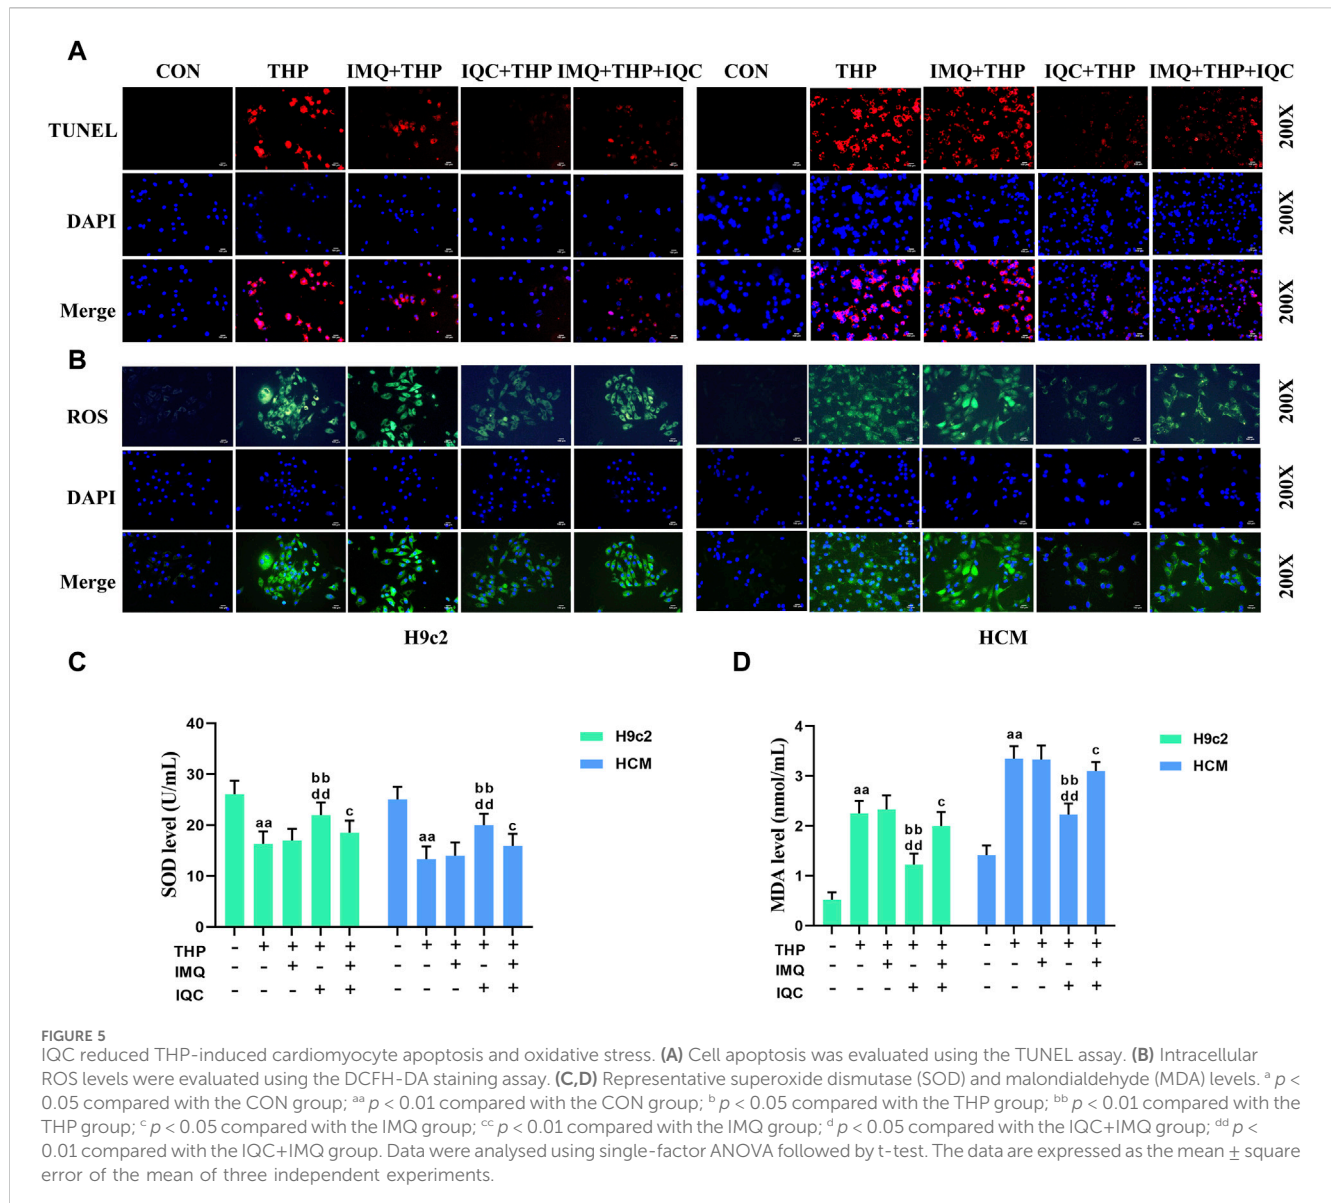 A
CON THP IMQ+THP IQC+THP IMQ+THP+IQC CON THP IMQ+THP IQC+THP IMQ+THP+IQC
TUNEL 200X
DAPI 200X
Merge 200X
B
ROS 200X
DAPI 200X
Merge 200X
H9c2 HCM
C D
SOD level (U/mL)
40
30
20
10
0
aa
bb
dd
c
aa
bb
dd
c
H9c2
HCM
THP - + + + + - + + + +
IMQ - - + - + - - + - +
IQC - - - + + - - - + +
MDA level (nmol/mL)
4
3
2
1
0
aa
bb
dd
c
aa
bb
dd
c
H9c2
HCM
THP - + + + + - + + + +
IMQ - - + - + - - + - +
IQC - - - + + - - - + +
FIGURE 5
IQC reduced THP-induced cardiomyocyte apoptosis and oxidative stress. (A) Cell apoptosis was evaluated using the TUNEL assay. (B) Intracellular
ROS levels were evaluated using the DCFH-DA staining assay. (C,D) Representative superoxide dismutase (SOD) and malondialdehyde (MDA) levels. a p <
0.05 compared with the CON group; aa p < 0.01 compared with the CON group; b p < 0.05 compared with the THP group; bb p < 0.01 compared with the
THP group; c p < 0.05 compared with the IMQ group; cc p < 0.01 compared with the IMQ group; d p < 0.05 compared with the IQC+IMQ group; dd p <
0.01 compared with the IQC+IMQ group. Data were analysed using single-factor ANOVA followed by t-test. The data are expressed as the mean ± square
error of the mean of three independent experiments.